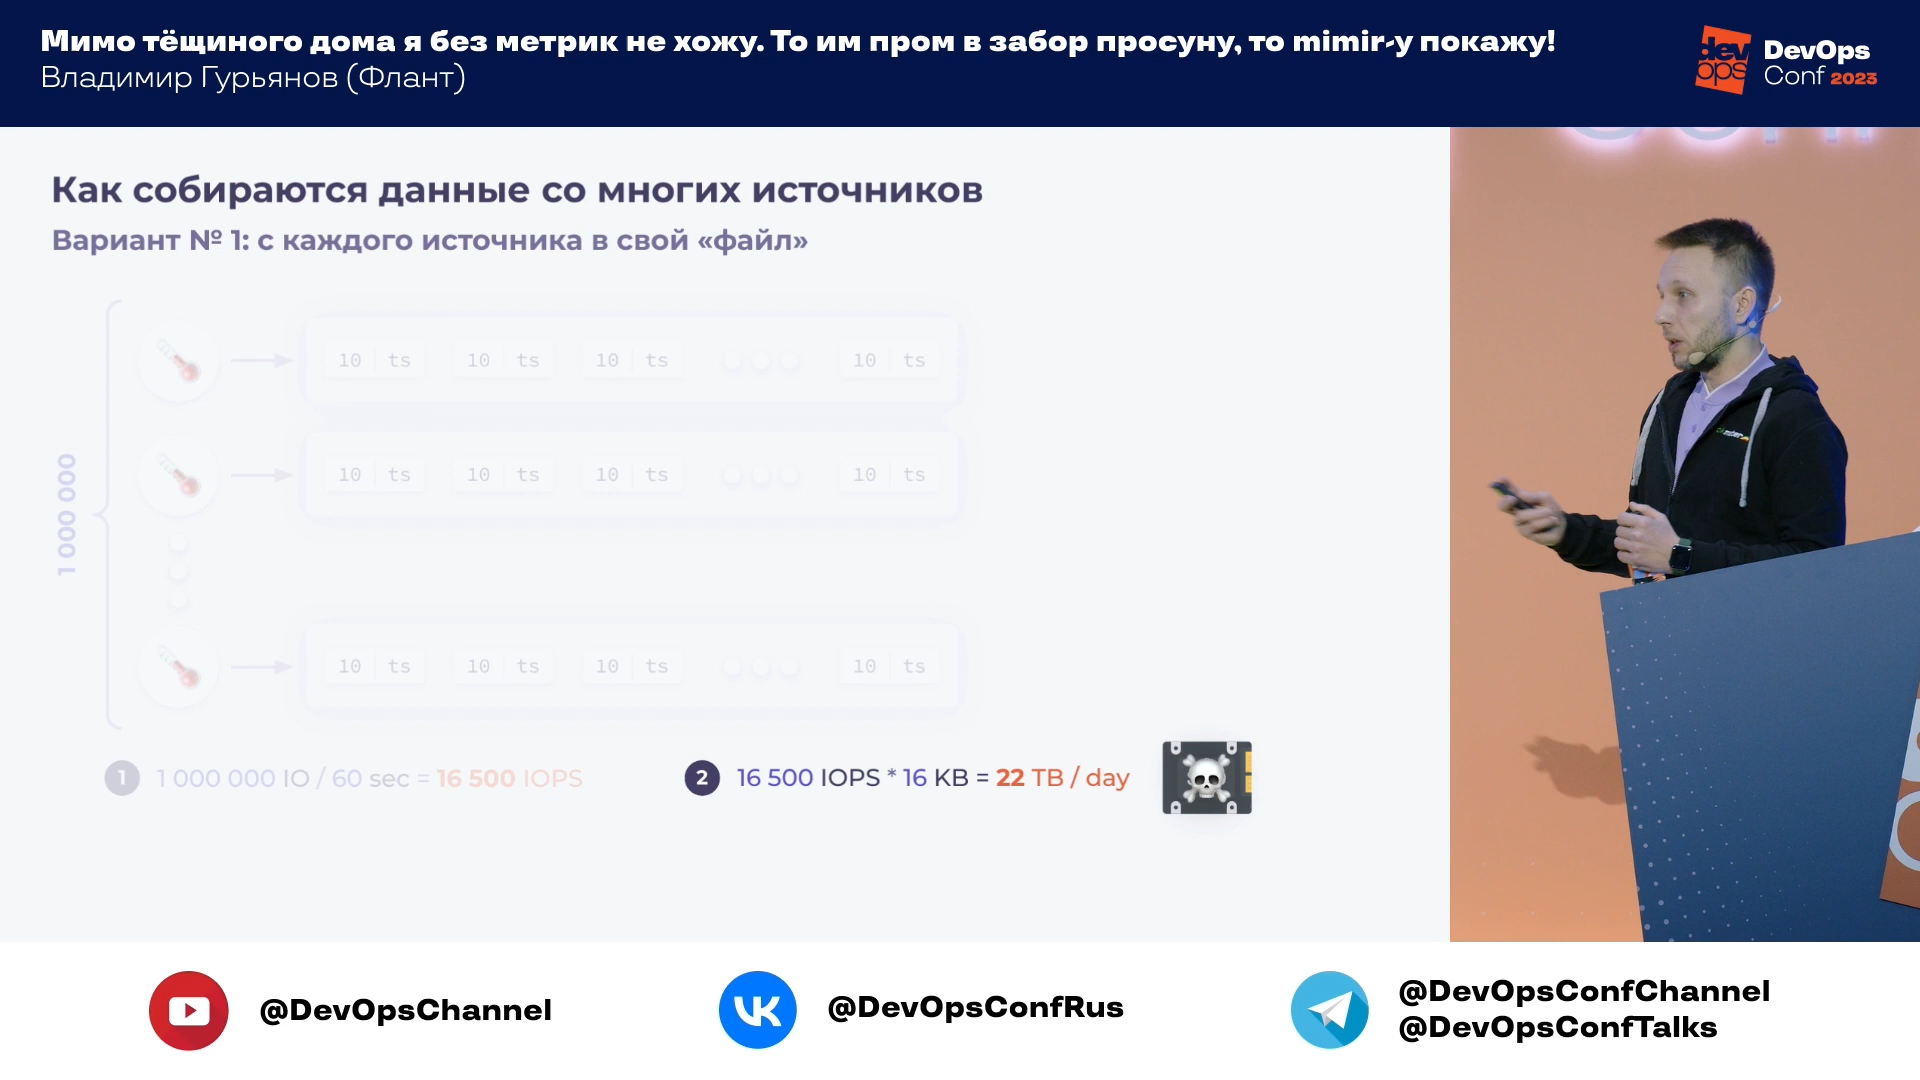 Мимо тёщиного дома я без метрик не хожу. То им пром в забор просуну, то mimir-у покажу!
Владимир Гурьянов (Флант)
dev
ops
DevOps
Conf 2023
Как собираются данные со многих источников
Вариант № 1: с каждого источника в свой «файл»
1 000 000
10 ts 10 ts 10 ts 10 ts
10 ts 10 ts 10 ts 10 ts
10 ts 10 ts 10 ts 10 ts
1 1 000 000 IO / 60 sec = 16 500 IOPS
2 16 500 IOPS * 16 KB = 22 TB / day
@DevOpsChannel
@DevOpsConfRus
@DevOpsConfChannel
@DevOpsConfTalks